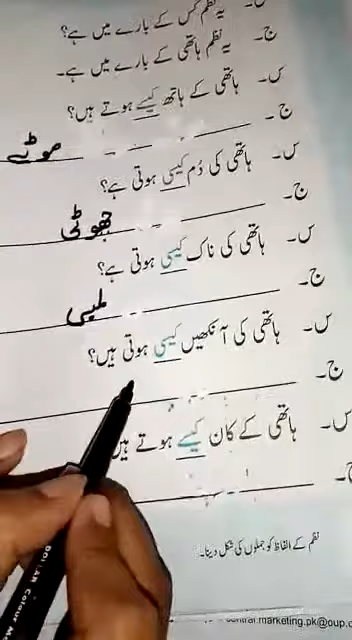 س۔ یہ نظم کس کے بارے میں ہے؟
ج۔ یہ نظم ہاتھی کے بارے میں ہے۔
س۔ ہاتھی کے ہاتھ کیسے ہوتے ہیں؟
ج۔ موٹے
س۔ ہاتھی کی دُم کیسی ہوتی ہے؟
ج۔ چھوٹی
س۔ ہاتھی کی ناک کیسی ہوتی ہے؟
ج۔ لمبی
س۔ ہاتھی کی آنکھیں کیسی ہوتی ہیں؟
ج۔
س۔ ہاتھی کے کان کیسے ہوتے ہیں
ج۔
نظم کے الفاظ کو جملوں کی شکل دینا۔
central.marketing.pk@oup.c
DOLLAR Colour Ma